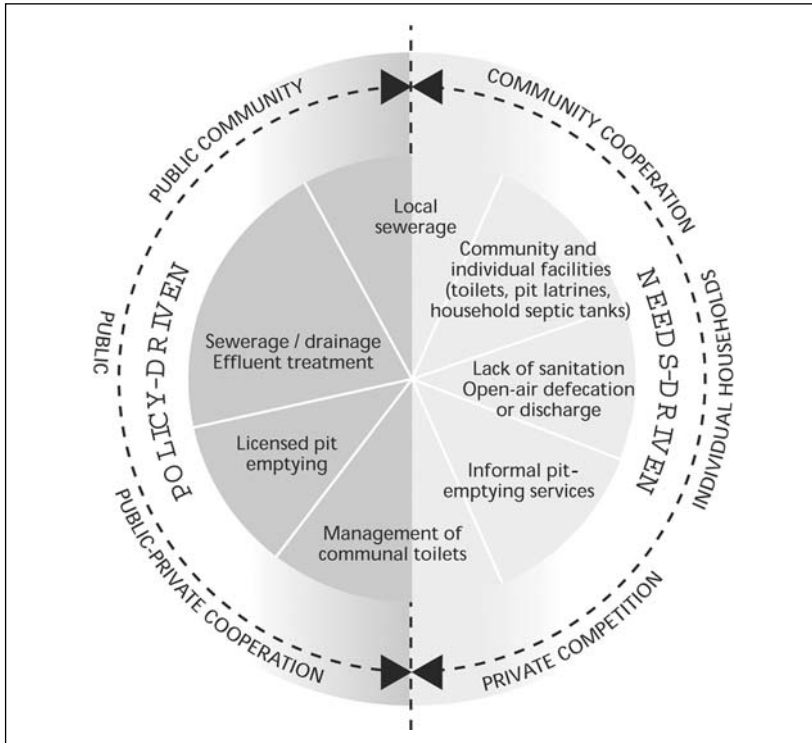 PUBLIC COMMUNITY
COMMUNITY COOPERATION
Local
sewerage
Community and
individual facilities
(toilets, pit latrines,
household septic tanks)
PUBLIC
POLICY-DRIVEN
Sewerage / drainage
Effluent treatment
Lack of sanitation
Open-air defecation
or discharge
NEEDS-DRIVEN
INDIVIDUAL HOUSEHOLDS
Licensed pit
emptying
Informal pit-
emptying services
Management of
communal toilets
PUBLIC-PRIVATE COOPERATION
PRIVATE COMPETITION